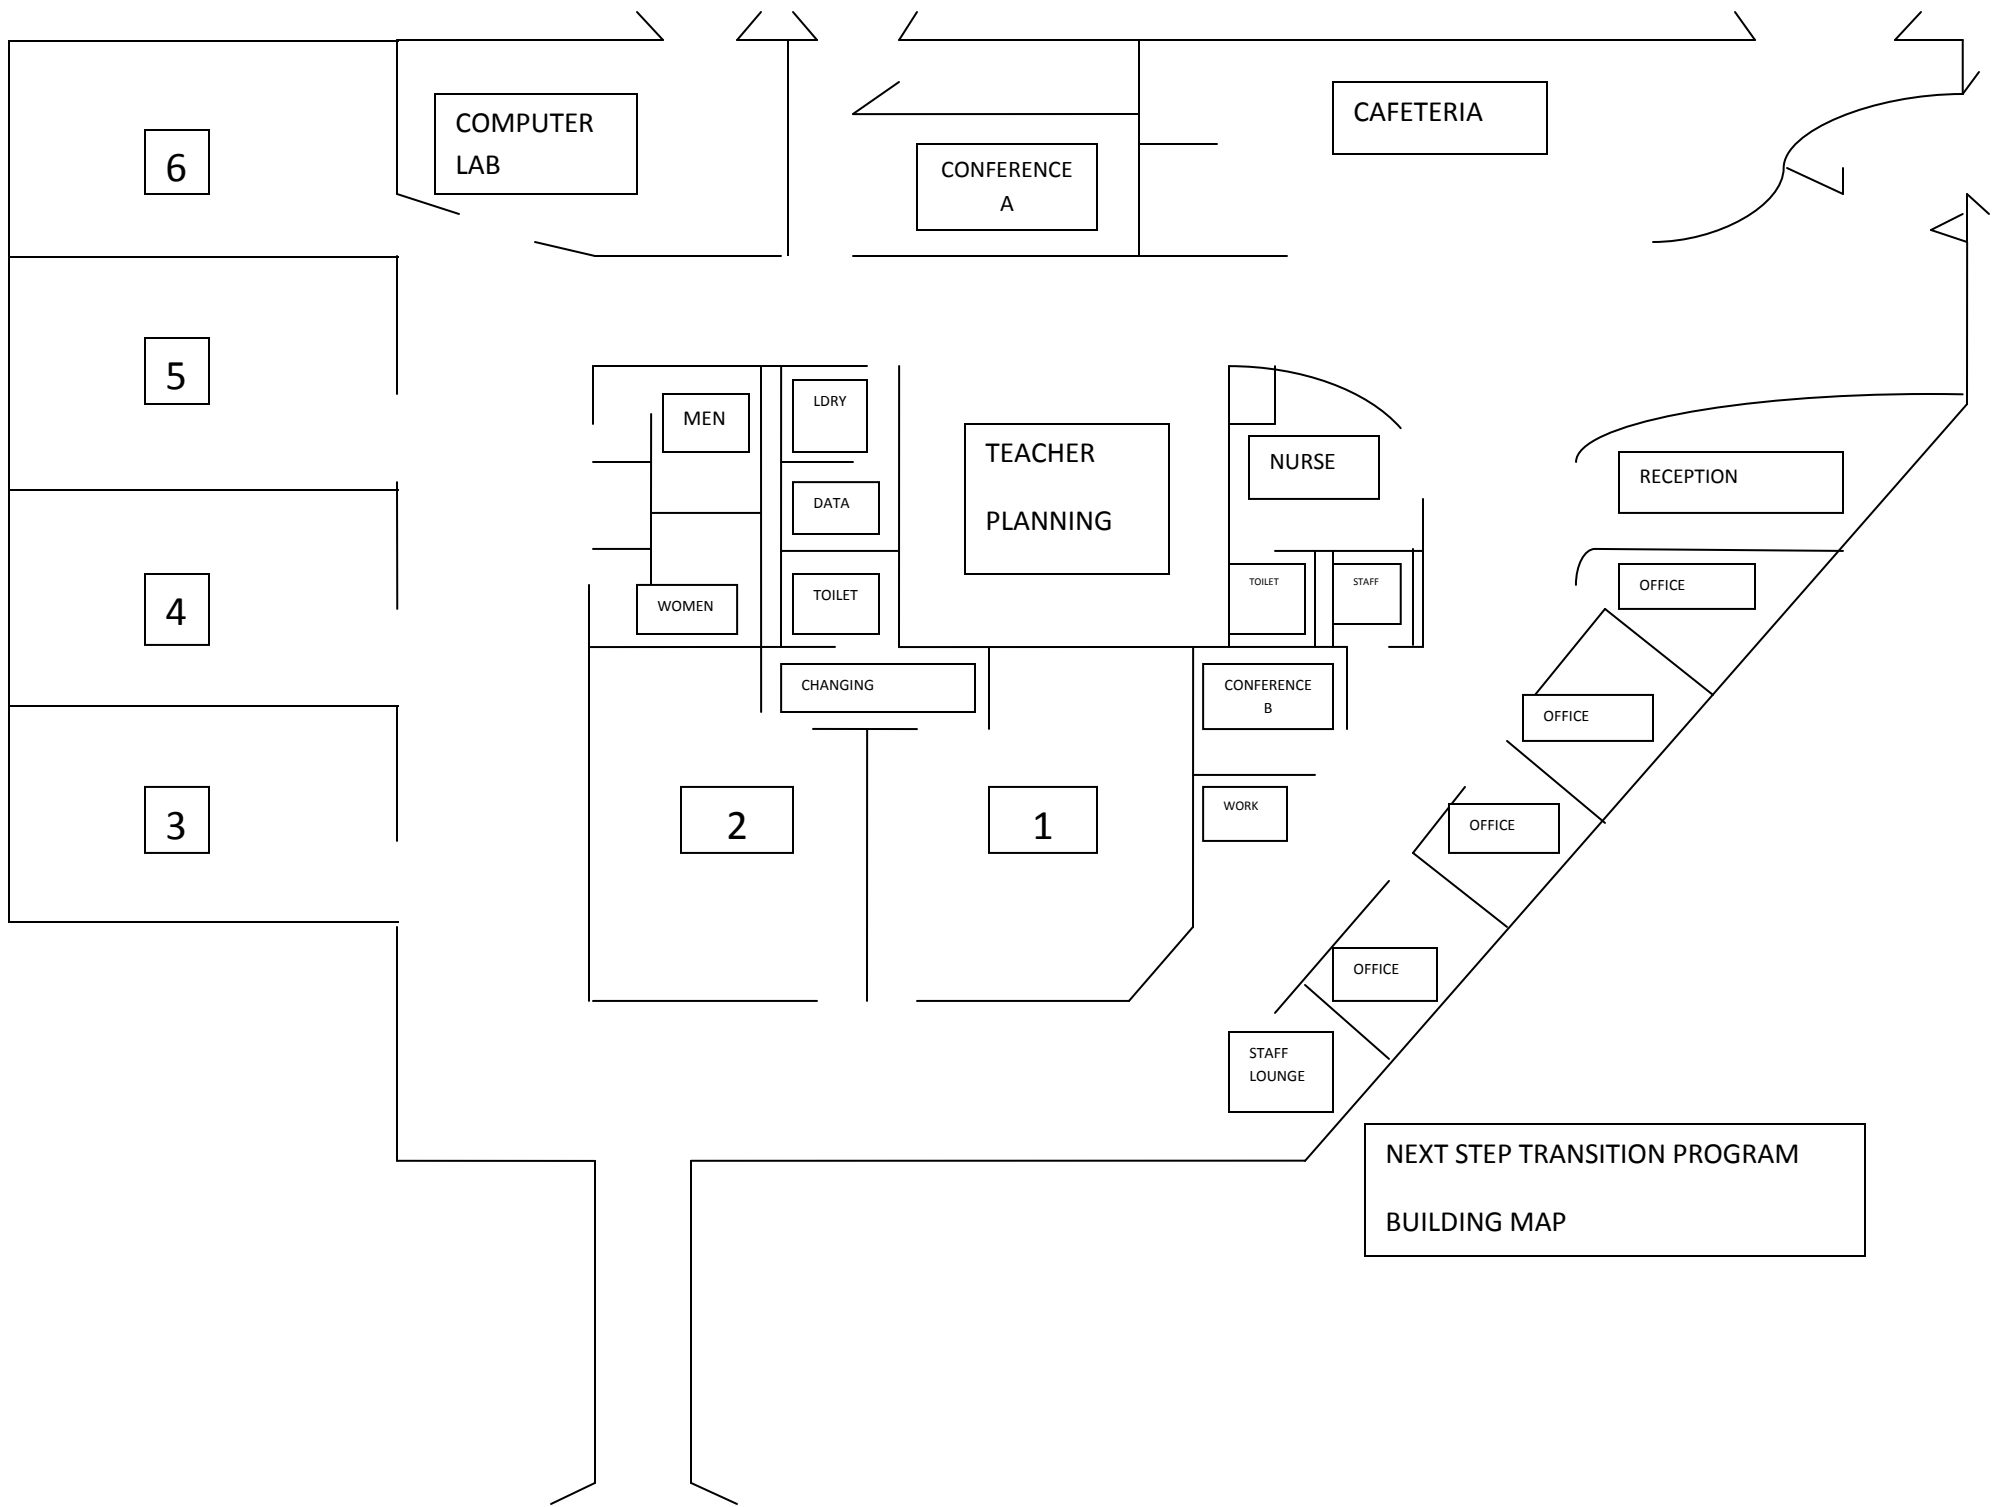 COMPUTER
LAB
CAFETERIA
6
CONFERENCE
A
5
MEN
LDRY
TEACHER
PLANNING
NURSE
RECEPTION
DATA
4
WOMEN
TOILET
TOILET
STAFF
OFFICE
CHANGING
CONFERENCE
B
OFFICE
3
2
1
WORK
OFFICE
OFFICE
STAFF
LOUNGE
NEXT STEP TRANSITION PROGRAM
BUILDING MAP